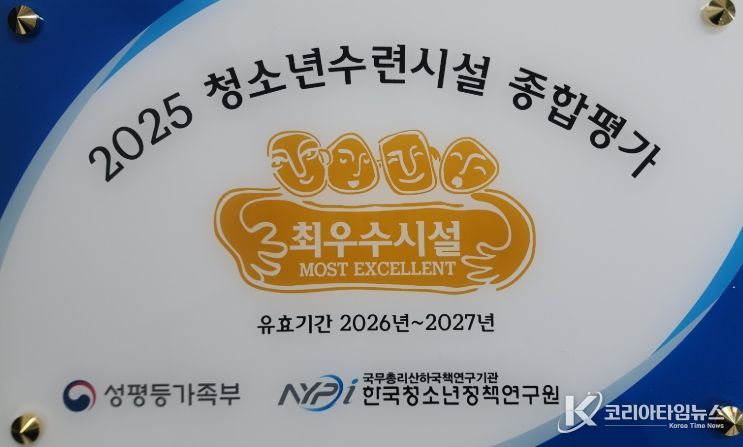 2025 청소년수련시설 종합평가
최우수시설
MOST EXCELLENT
유효기간 2026년~2027년
성평등가족부
NYPi
국무총리산하국책연구기관
한국청소년정책연구원
K 코리아타임뉴스
Korea Time News